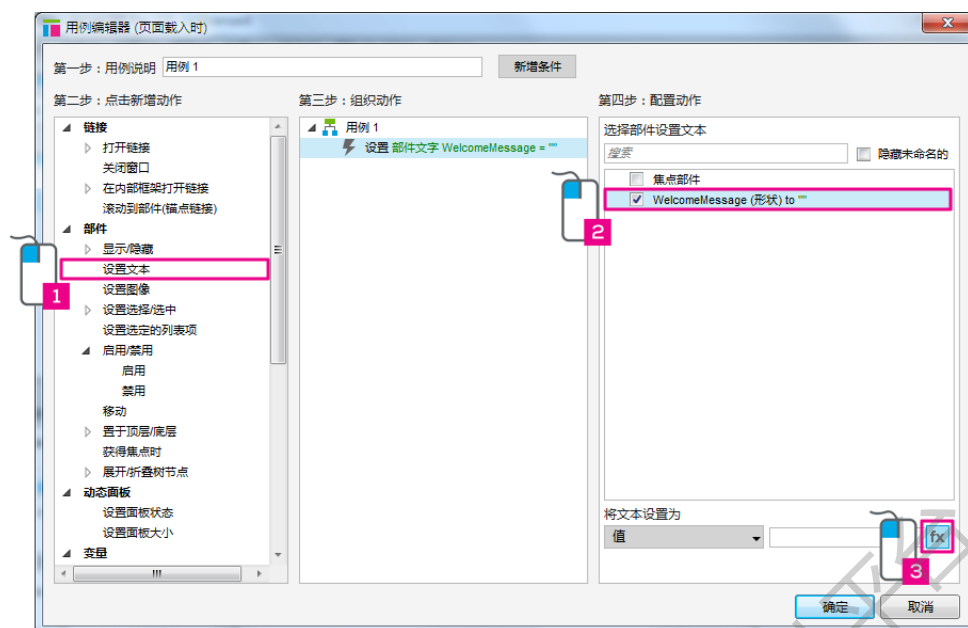 用例编辑器 (页面载入时)
第一步：用例说明 用例 1 新增条件
第二步：点击新增动作
链接
打开链接
关闭窗口
在内部框架打开链接
滚动到部件(锚点链接)
部件
显示/隐藏
设置文本
设置图像
设置选择/选中
设置选定的列表项
启用/禁用
启用
禁用
移动
置于顶层/底层
获得焦点时
展开/折叠树节点
动态面板
设置面板状态
设置面板大小
变量
1
第三步：组织动作
用例 1
设置 部件文字 WelcomeMessage = ""
第四步：配置动作
选择部件设置文本
搜索 隐藏未命名的
焦点部件
WelcomeMessage (形状) to ""
2
将文本设置为
值 fx
3
确定 取消